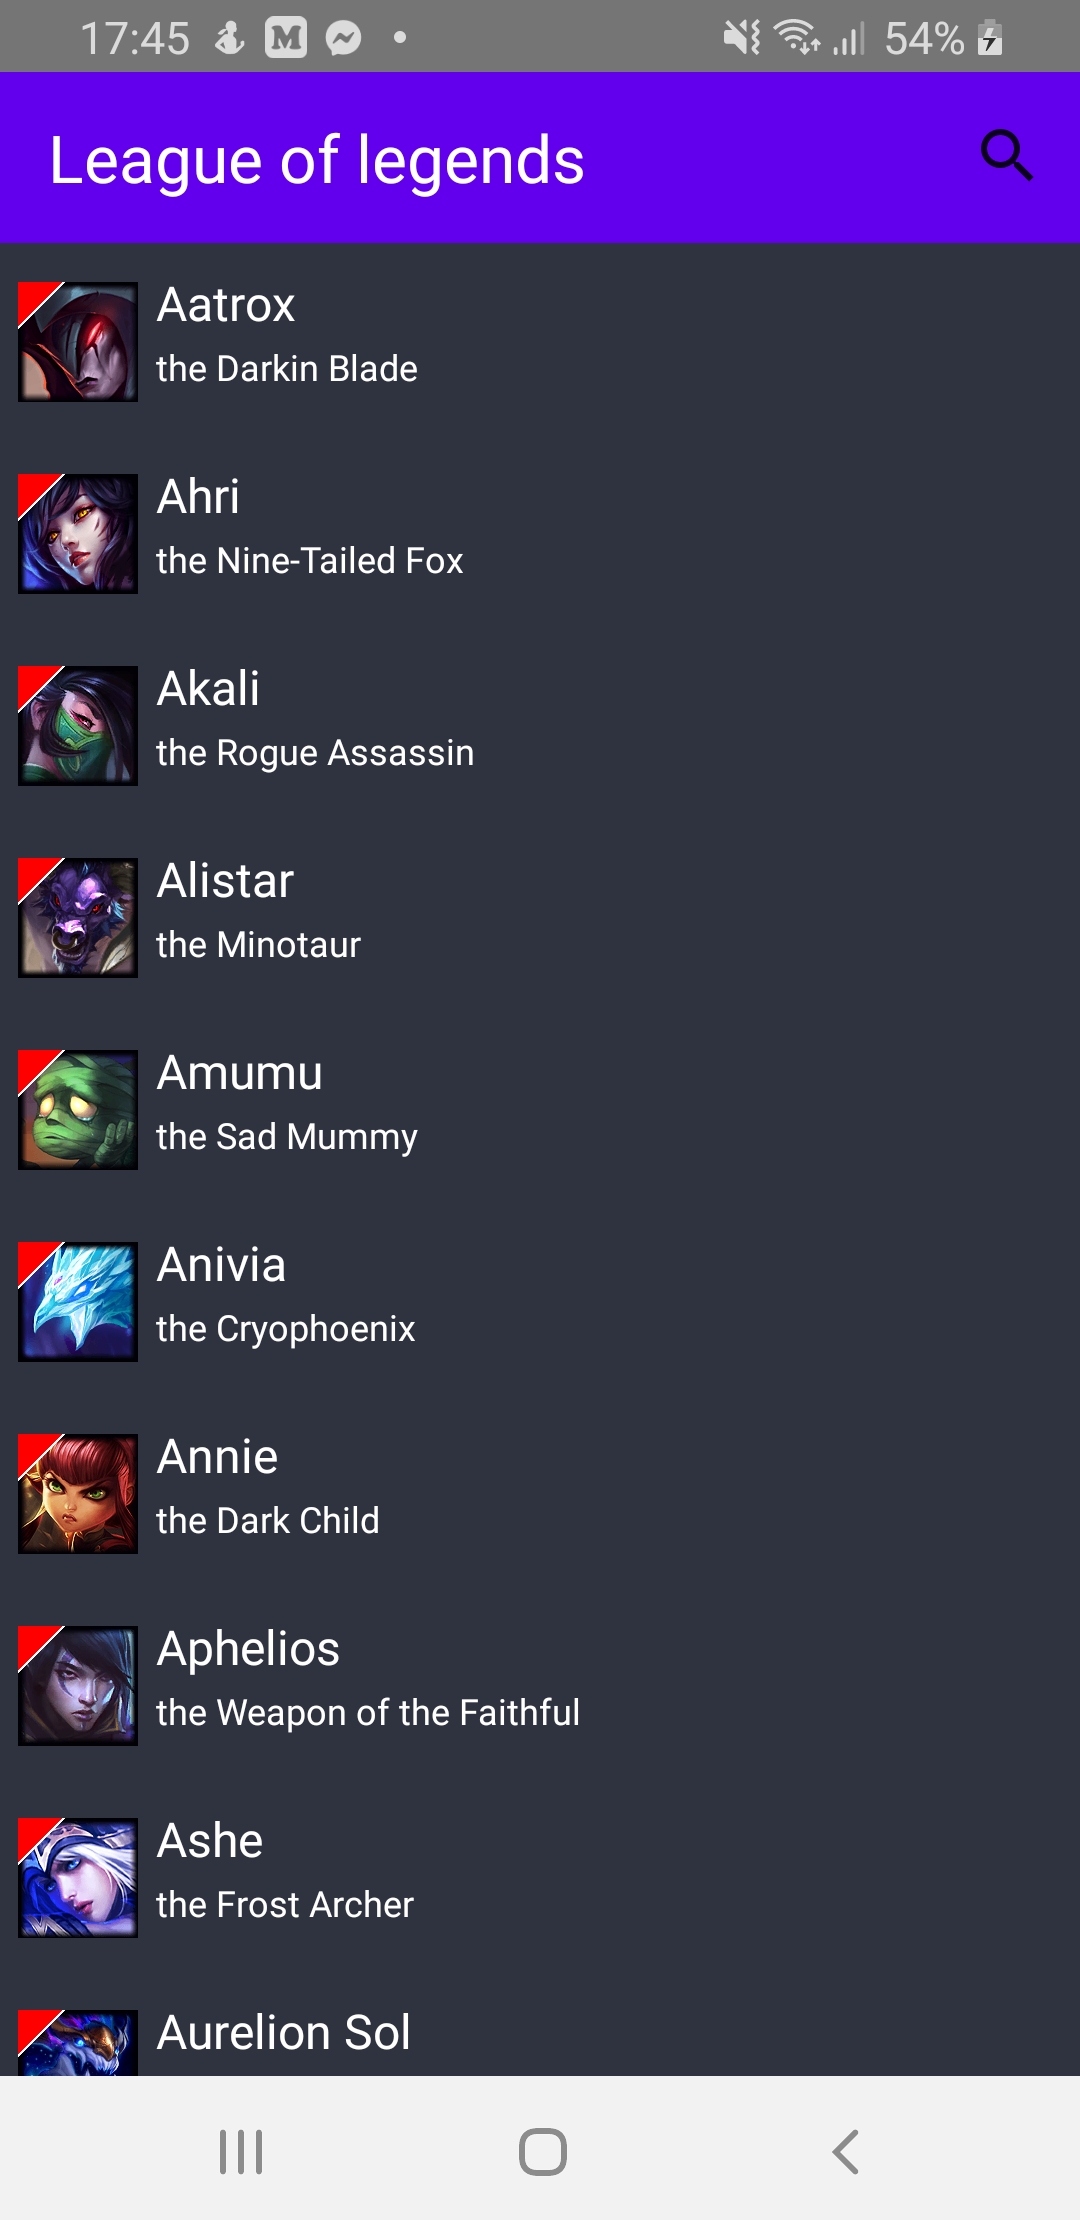 17:45 M 54%
League of legends
Aatrox
the Darkin Blade
Ahri
the Nine-Tailed Fox
Akali
the Rogue Assassin
Alistar
the Minotaur
Amumu
the Sad Mummy
Anivia
the Cryophoenix
Annie
the Dark Child
Aphelios
the Weapon of the Faithful
Ashe
the Frost Archer
Aurelion Sol